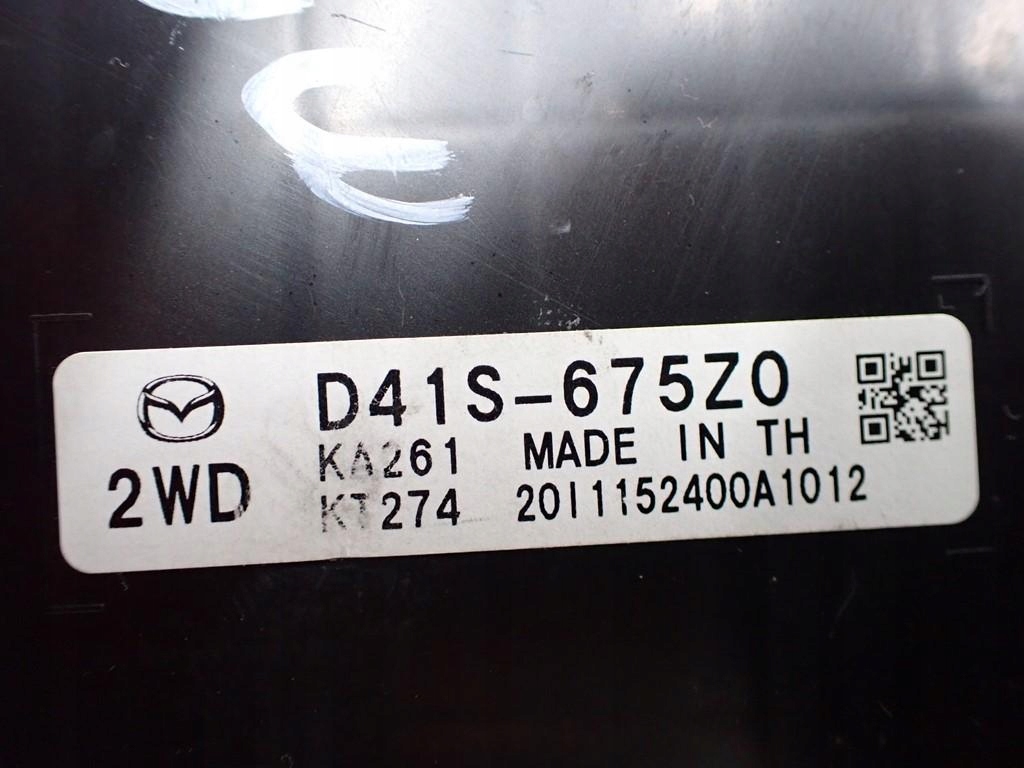 D41S-675Z0
2WD
KA261 MADE IN TH
KT274 2011152400A1012